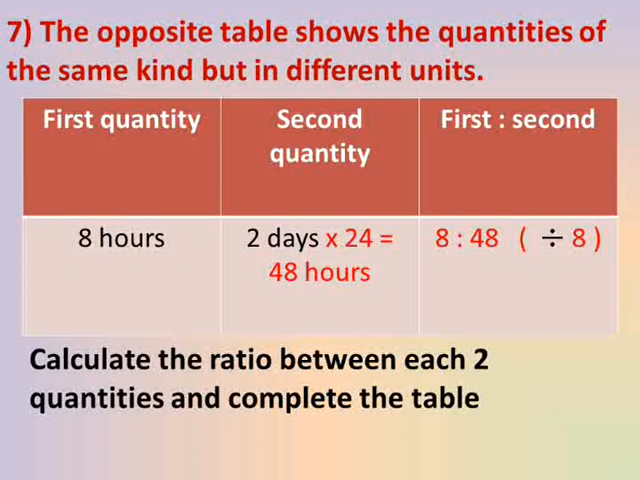 7) The opposite table shows the quantities of
the same kind but in different units.
First quantity
Second
quantity
First : second
8 hours
2 days x 24 =
48 hours
8 : 48 ( ÷ 8 )
Calculate the ratio between each 2
quantities and complete the table